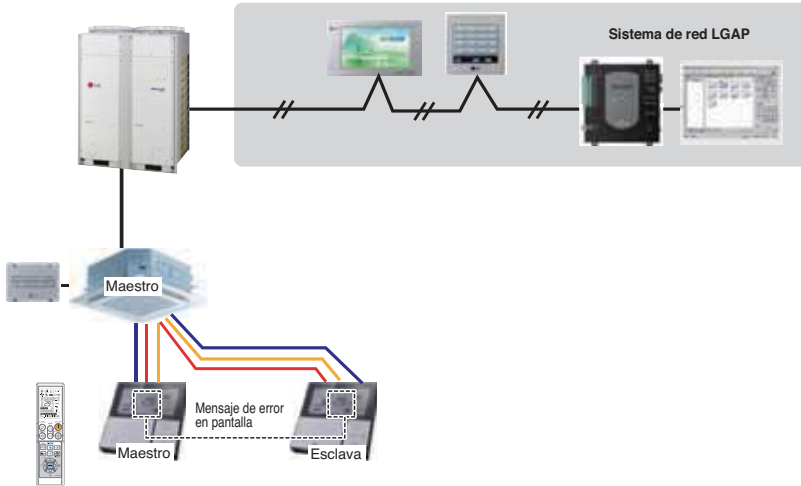 Sistema de red LGAP
Maestro
Mensaje de error
en pantalla
Maestro
Esclava